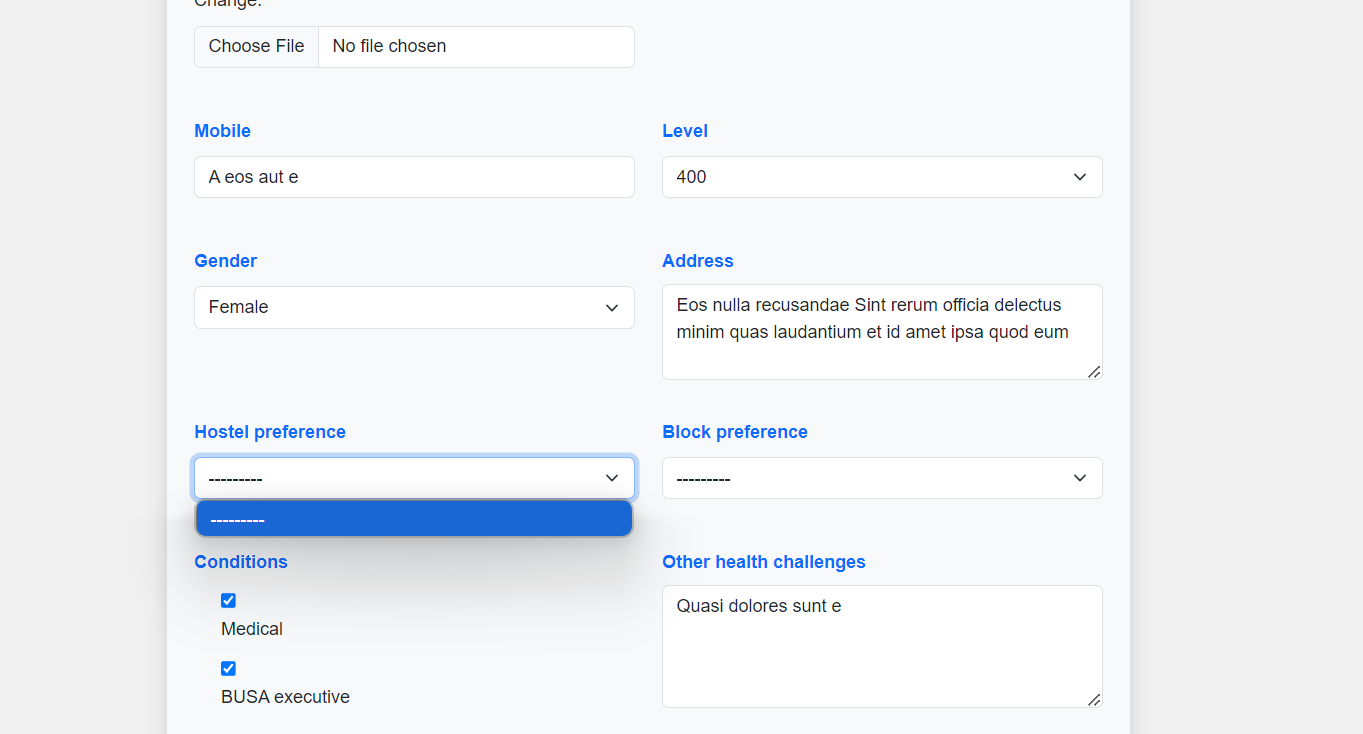 Change:
Choose File No file chosen
Mobile
Level
A eos aut e
400
Gender
Address
Female
Eos nulla recusandae Sint rerum officia delectus
minim quas laudantium et id amet ipsa quod eum
Hostel preference
Block preference
---------
---------
---------
Conditions
Other health challenges
Medical
Quasi dolores sunt e
BUSA executive